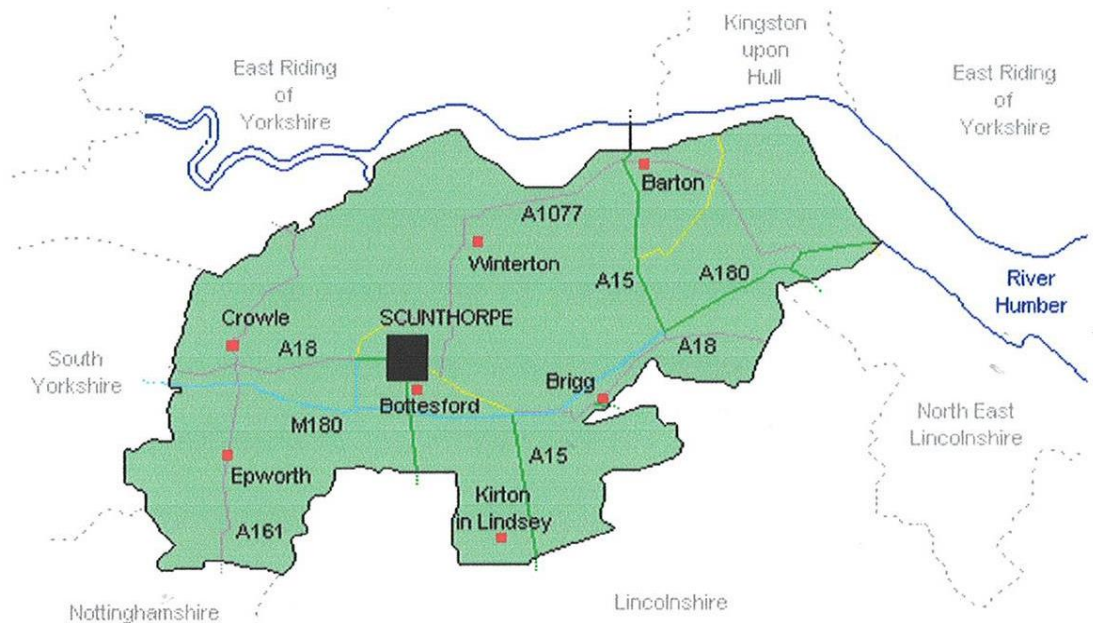 Kingston
upon
Hull
East Riding
of
Yorkshire
East Riding
of
Yorkshire
Barton
A1077
Winterton
A15
A180
River
Humber
SCUNTHORPE
Crowle
A18
A18
South
Yorkshire
Brigg
Bottesford
M180
North East
Lincolnshire
A15
Epworth
Kirton
in Lindsey
A161
Lincolnshire
Nottinghamshire